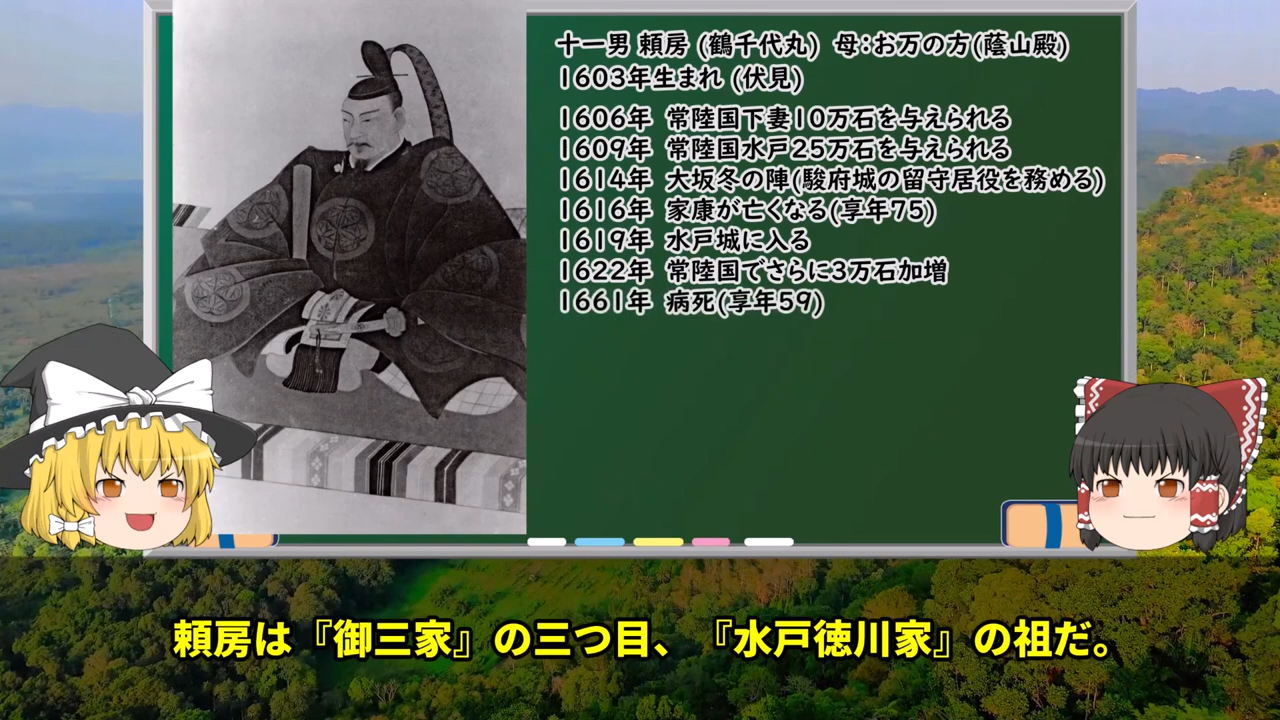 十一男 頼房 (鶴千代丸) 母：お万の方(蔭山殿)
1603年生まれ (伏見)
1606年 常陸国下妻10万石を与えられる
1609年 常陸国水戸25万石を与えられる
1614年 大坂冬の陣(駿府城の留守居役を務める)
1616年 家康が亡くなる(享年75)
1619年 水戸城に入る
1622年 常陸国でさらに3万石加増
1661年 病死(享年59)
頼房は『御三家』の三つ目、『水戸徳川家』の祖だ。